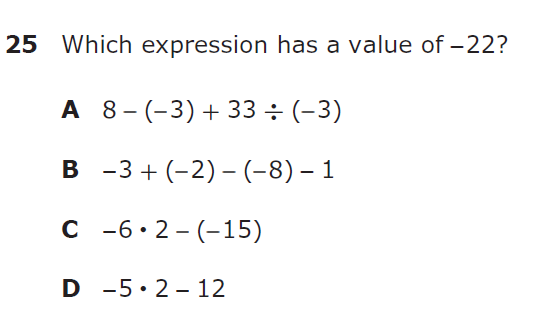 25 Which expression has a value of –22?
A 8 – (–3) + 33 ÷ (–3)
B –3 + (–2) – (–8) – 1
C –6 • 2 – (–15)
D –5 • 2 – 12